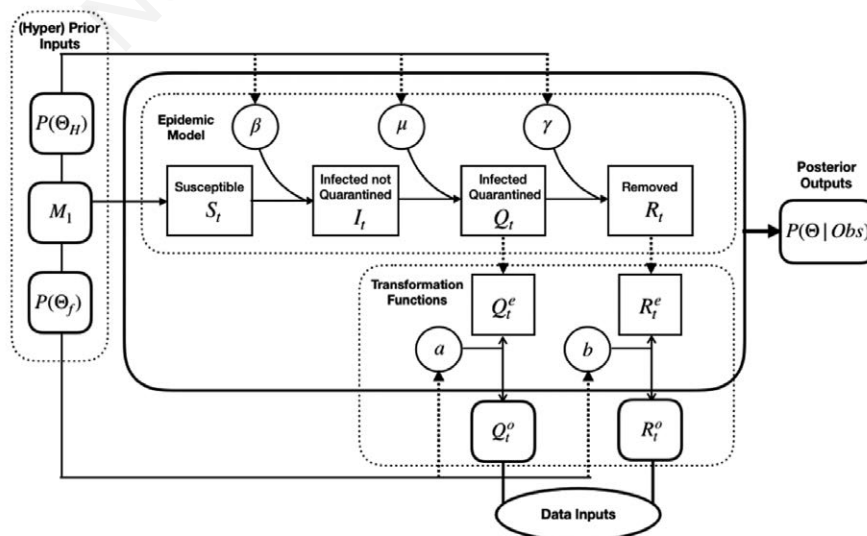 (Hyper) Prior
Inputs
P(Θ_H)
M_1
P(Θ_f)
Epidemic
Model
β
μ
γ
Susceptible
S_t
Infected not
Quarantined
I_t
Infected
Quarantined
Q_t
Removed
R_t
Posterior
Outputs
P(Θ | Obs)
Transformation
Functions
Q_t^e
R_t^e
a
b
Q_t^o
R_t^o
Data Inputs